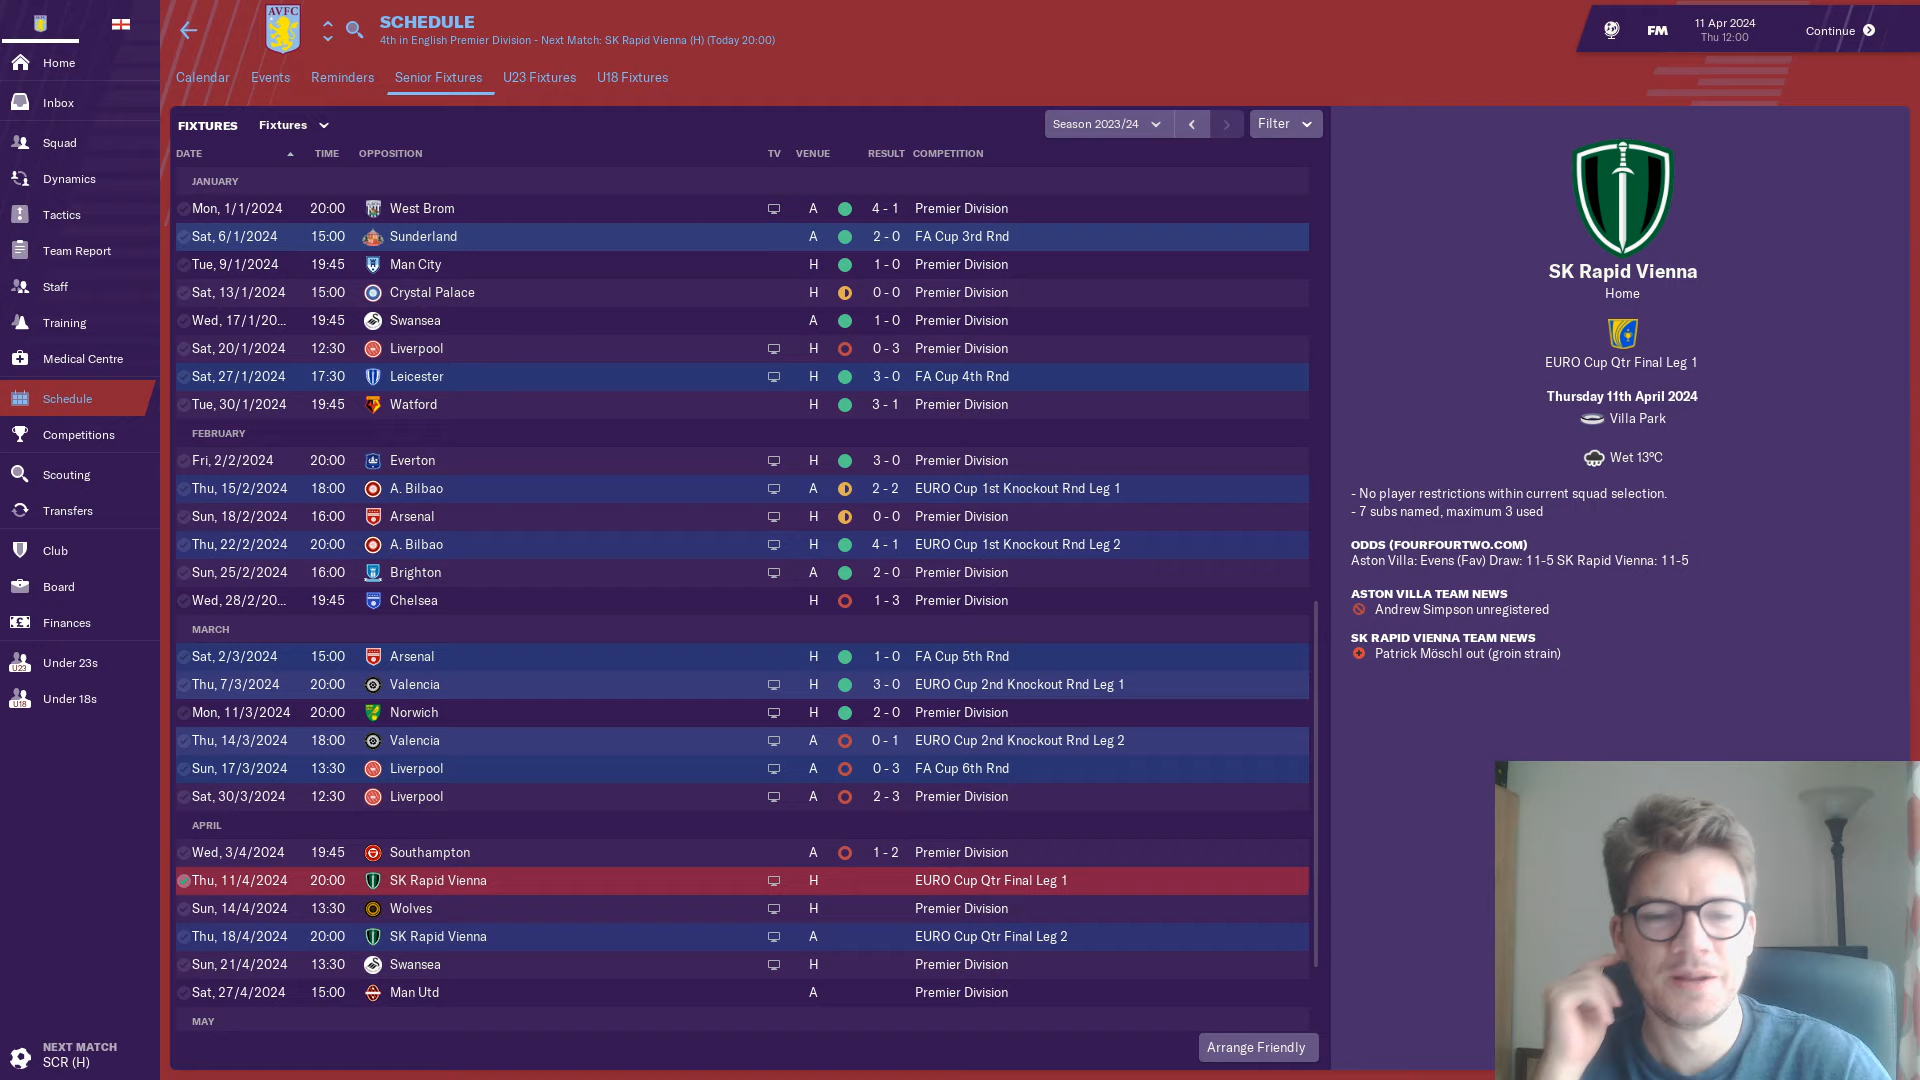 AVFC
SCHEDULE
4th in English Premier Division - Next Match: SK Rapid Vienna (H) (Today 20:00)
FM
11 Apr 2024
Thu 12:00
Continue
Home
Inbox
Squad
Dynamics
Tactics
Team Report
Staff
Training
Medical Centre
Schedule
Competitions
Scouting
Transfers
Club
Board
Finances
U23
Under 23s
U18
Under 18s
NEXT MATCH
SCR (H)
Calendar Events Reminders Senior Fixtures U23 Fixtures U18 Fixtures
FIXTURES Fixtures Season 2023/24 Filter
DATE TIME OPPOSITION TV VENUE RESULT COMPETITION
JANUARY
Mon, 1/1/2024 20:00 West Brom A 4 - 1 Premier Division
Sat, 6/1/2024 15:00 Sunderland A 2 - 0 FA Cup 3rd Rnd
Tue, 9/1/2024 19:45 Man City H 1 - 0 Premier Division
Sat, 13/1/2024 15:00 Crystal Palace H 0 - 0 Premier Division
Wed, 17/1/20... 19:45 Swansea A 1 - 0 Premier Division
Sat, 20/1/2024 12:30 Liverpool H 0 - 3 Premier Division
Sat, 27/1/2024 17:30 Leicester H 3 - 0 FA Cup 4th Rnd
Tue, 30/1/2024 19:45 Watford H 3 - 1 Premier Division
FEBRUARY
Fri, 2/2/2024 20:00 Everton H 3 - 0 Premier Division
Thu, 15/2/2024 18:00 A. Bilbao A 2 - 2 EURO Cup 1st Knockout Rnd Leg 1
Sun, 18/2/2024 16:00 Arsenal H 0 - 0 Premier Division
Thu, 22/2/2024 20:00 A. Bilbao H 4 - 1 EURO Cup 1st Knockout Rnd Leg 2
Sun, 25/2/2024 16:00 Brighton A 2 - 0 Premier Division
Wed, 28/2/20... 19:45 Chelsea H 1 - 3 Premier Division
MARCH
Sat, 2/3/2024 15:00 Arsenal H 1 - 0 FA Cup 5th Rnd
Thu, 7/3/2024 20:00 Valencia H 3 - 0 EURO Cup 2nd Knockout Rnd Leg 1
Mon, 11/3/2024 20:00 Norwich H 2 - 0 Premier Division
Thu, 14/3/2024 18:00 Valencia A 0 - 1 EURO Cup 2nd Knockout Rnd Leg 2
Sun, 17/3/2024 13:30 Liverpool A 0 - 3 FA Cup 6th Rnd
Sat, 30/3/2024 12:30 Liverpool A 2 - 3 Premier Division
APRIL
Wed, 3/4/2024 19:45 Southampton A 1 - 2 Premier Division
Thu, 11/4/2024 20:00 SK Rapid Vienna H EURO Cup Qtr Final Leg 1
Sun, 14/4/2024 13:30 Wolves H Premier Division
Thu, 18/4/2024 20:00 SK Rapid Vienna A EURO Cup Qtr Final Leg 2
Sun, 21/4/2024 13:30 Swansea H Premier Division
Sat, 27/4/2024 15:00 Man Utd A Premier Division
MAY
Arrange Friendly
SK Rapid Vienna
Home
EURO Cup Qtr Final Leg 1
Thursday 11th April 2024
Villa Park
Wet 13ºC
- No player restrictions within current squad selection.
- 7 subs named, maximum 3 used
ODDS (FOURFOURTWO.COM)
Aston Villa: Evens (Fav) Draw: 11-5 SK Rapid Vienna: 11-5
ASTON VILLA TEAM NEWS
Andrew Simpson unregistered
SK RAPID VIENNA TEAM NEWS
Patrick Möschl out (groin strain)